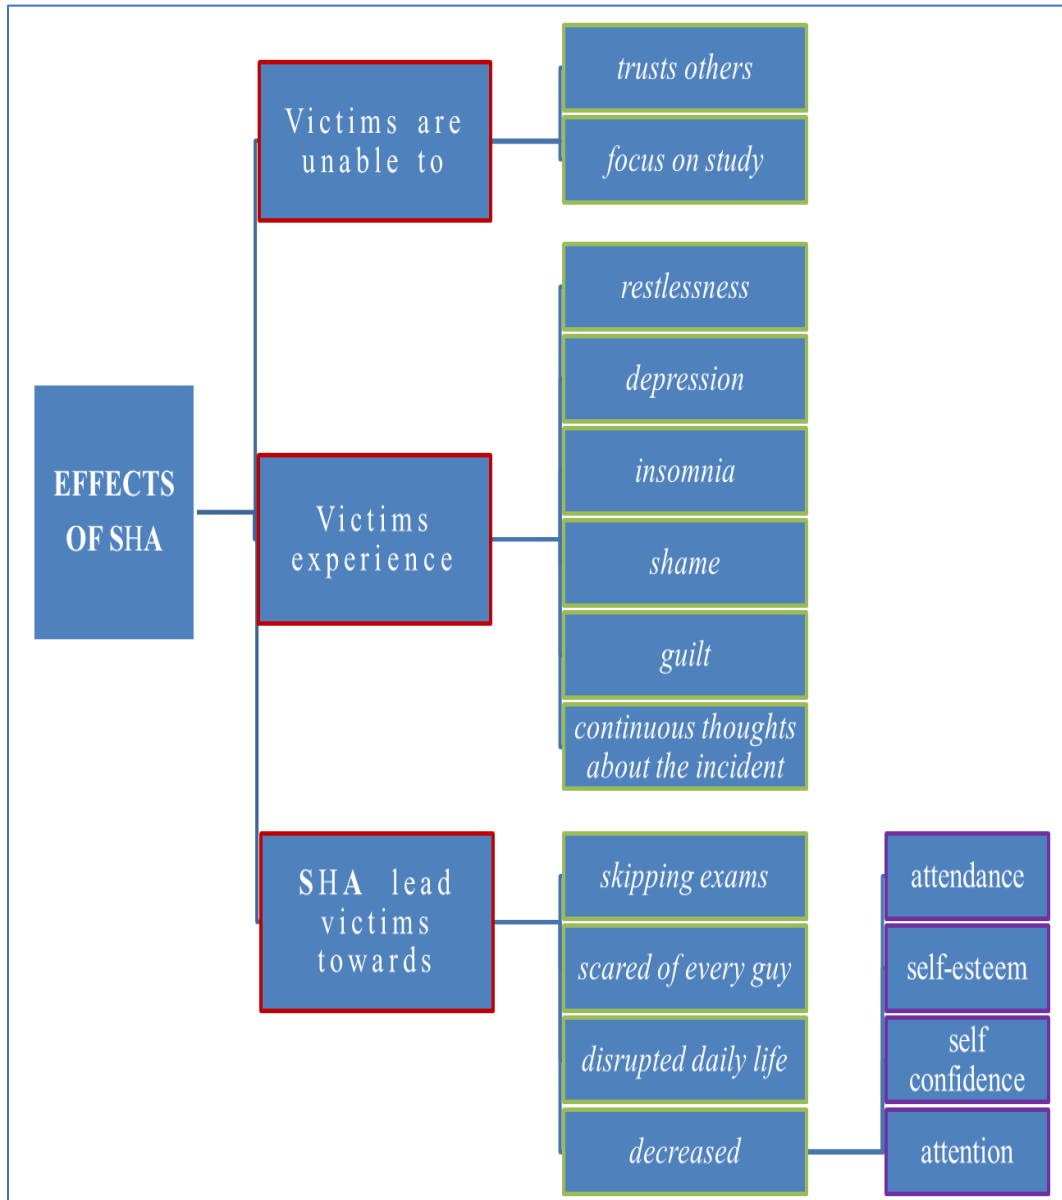 EFFECTS
OF SHA
Victims are
unable to
trusts others
focus on study
Victims
experience
restlessness
depression
insomnia
shame
guilt
continuous thoughts
about the incident
SHA lead
victims
towards
skipping exams
scared of every guy
disrupted daily life
decreased
attendance
self-esteem
self
confidence
attention